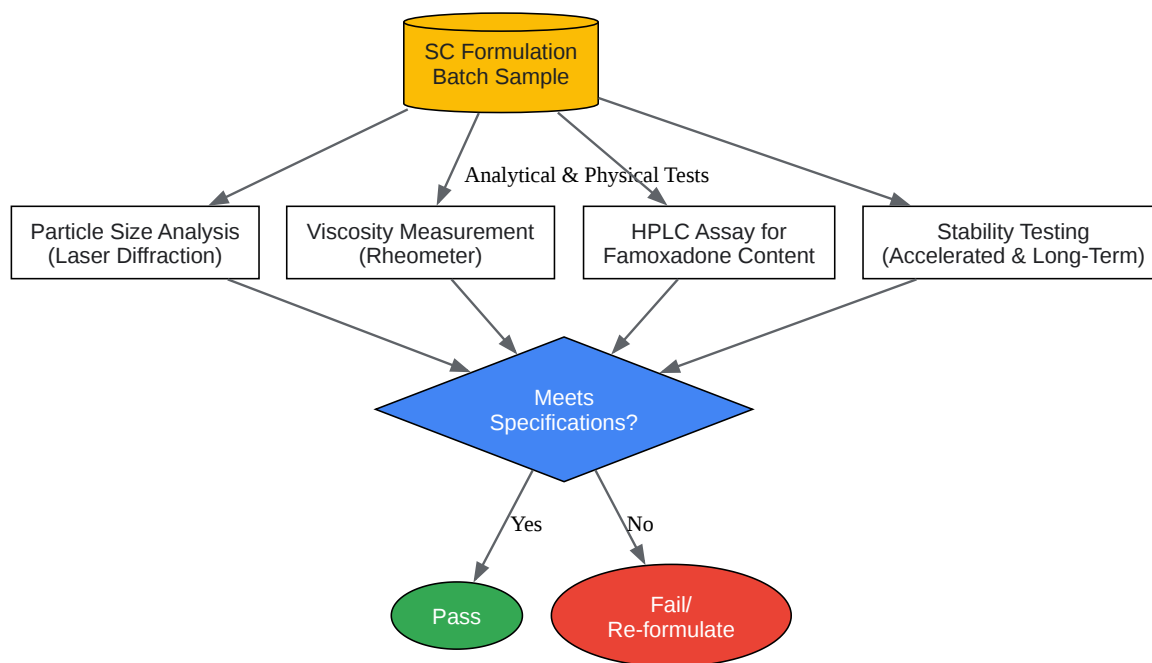 SC Formulation
Batch Sample
Analytical & Physical Tests
Particle Size Analysis
(Laser Diffraction)
Viscosity Measurement
(Rheometer)
HPLC Assay for
Famoxadone Content
Stability Testing
(Accelerated & Long-Term)
Meets
Specifications?
Yes
No
Pass
Fail/
Re-formulate